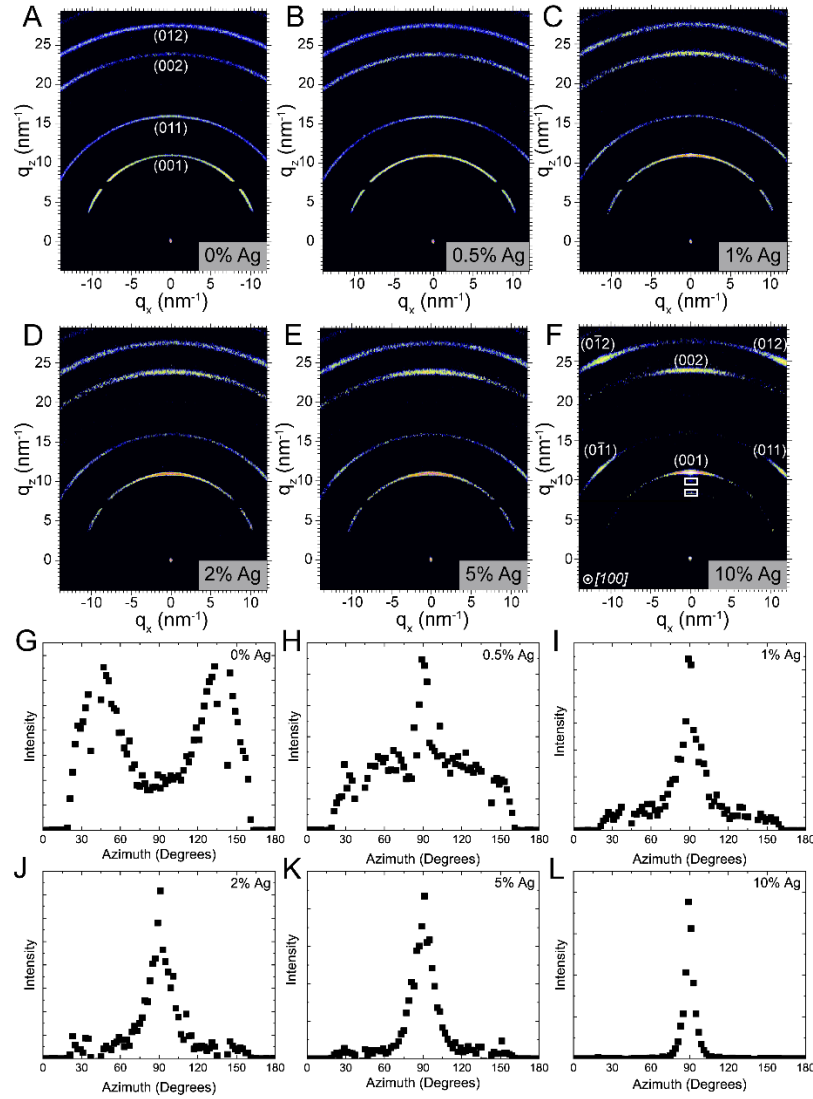 A
B
C
25
20
15
10
5
0
q_z (nm⁻¹)
(012)
(002)
(011)
(001)
0% Ag
-10 -5 0 5 10
q_x (nm⁻¹)
25
20
15
10
5
0
q_z (nm⁻¹)
0.5% Ag
-10 -5 0 5 10
q_x (nm⁻¹)
25
20
15
10
5
0
q_z (nm⁻¹)
1% Ag
-10 -5 0 5 10
q_x (nm⁻¹)
D
E
F
25
20
15
10
5
0
q_z (nm⁻¹)
2% Ag
-10 -5 0 5 10
q_x (nm⁻¹)
25
20
15
10
5
0
q_z (nm⁻¹)
5% Ag
-10 -5 0 5 10
q_x (nm⁻¹)
25
20
15
10
5
0
q_z (nm⁻¹)
(01̄2) (012)
(002)
(01̄1) (001) (011)
⊙[100]
10% Ag
-10 -5 0 5 10
q_x (nm⁻¹)
G
0% Ag
Intensity
0 30 60 90 120 150 180
Azimuth (Degrees)
H
0.5% Ag
Intensity
0 30 60 90 120 150 180
Azimuth (Degrees)
I
1% Ag
Intensity
0 30 60 90 120 150 180
Azimuth (Degrees)
J
2% Ag
Intensity
0 30 60 90 120 150 180
Azimuth (Degrees)
K
5% Ag
Intensity
0 30 60 90 120 150 180
Azimuth (Degrees)
L
10% Ag
Intensity
0 30 60 90 120 150 180
Azimuth (Degrees)